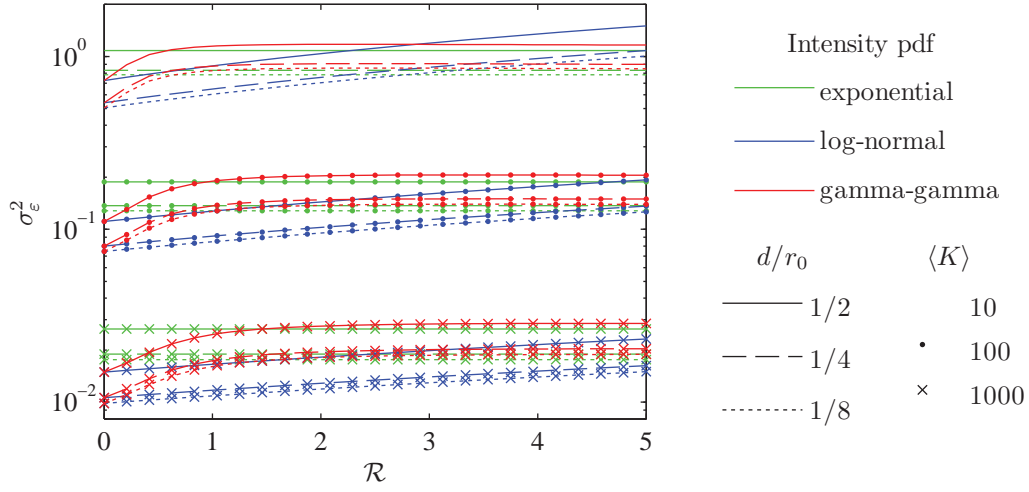 10^0
10^{-1}
10^{-2}
σ_ε^2
0 1 2 3 4 5
ℛ
Intensity pdf
exponential
log-normal
gamma-gamma
d/r_0 ⟨K⟩
1/2 10
1/4 100
1/8 1000